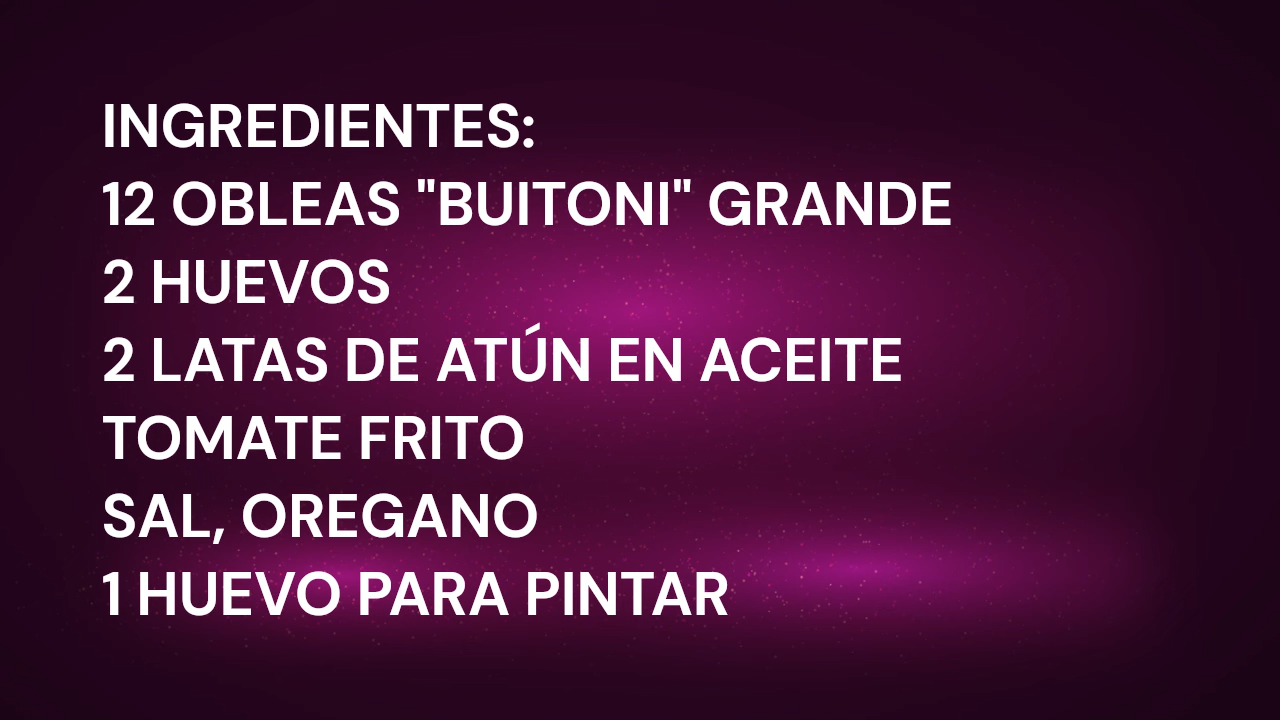 INGREDIENTES:
12 OBLEAS "BUITONI" GRANDE
2 HUEVOS
2 LATAS DE ATÚN EN ACEITE
TOMATE FRITO
SAL, OREGANO
1 HUEVO PARA PINTAR